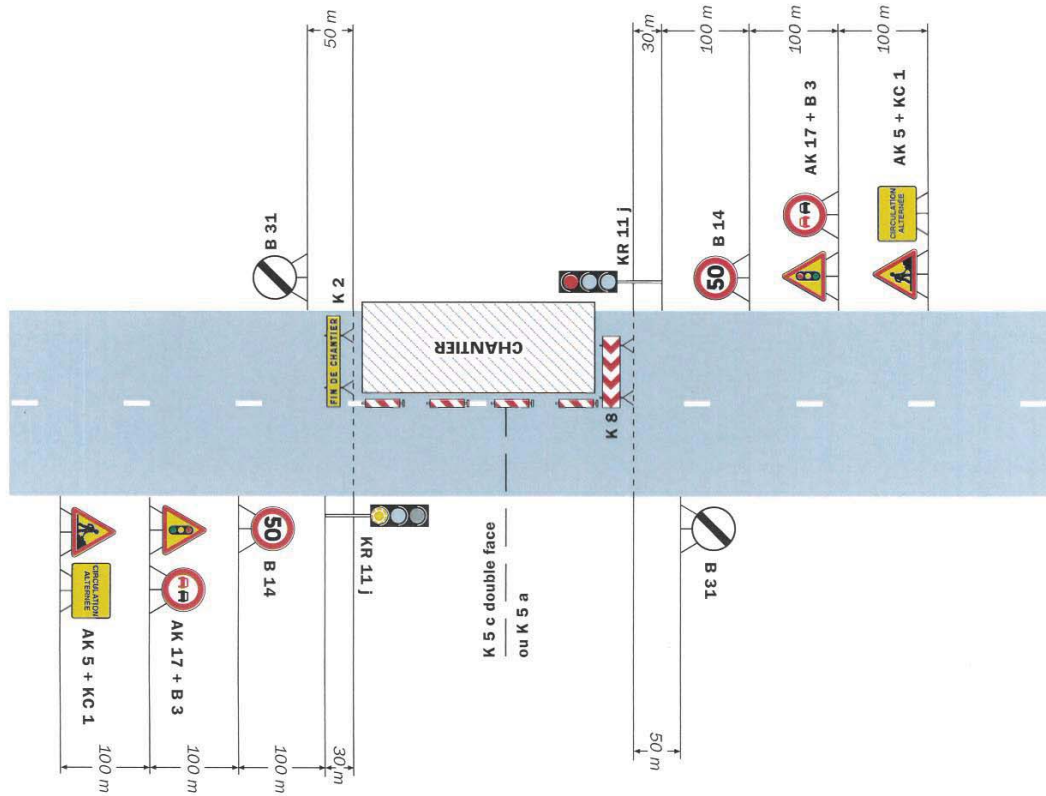 50 m
30 m
100 m
100 m
100 m
AK 17 + B 3
AK 5 + KC 1
CIRCULATION
ALTERNÉE
B 31
KR 11 j
B 14
50
K 2
FIN DE CHANTIER
CHANTIER
K 8
CIRCULATION
ALTERNÉE
AK 5 + KC 1
AK 17 + B 3
50
B 14
KR 11 j
K 5 c double face
ou K 5 a
B 31
100 m
100 m
100 m
30 m
50 m